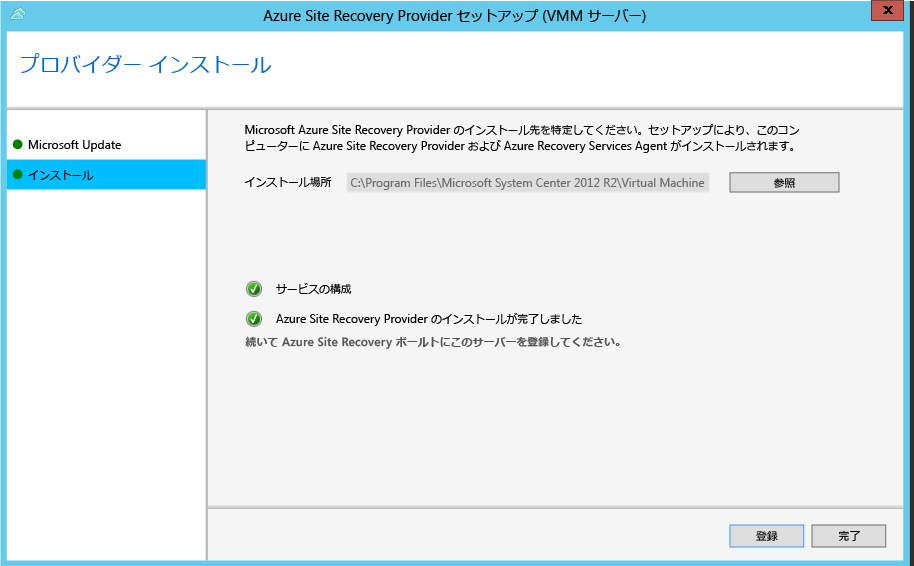 Azure Site Recovery Provider セットアップ (VMM サーバー)
プロバイダー インストール
Microsoft Update
インストール
Microsoft Azure Site Recovery Provider のインストール先を特定してください。セットアップにより、このコン
ピューターに Azure Site Recovery Provider および Azure Recovery Services Agent がインストールされます。
インストール場所 C:\Program Files\Microsoft System Center 2012 R2\Virtual Machine 参照
サービスの構成
Azure Site Recovery Provider のインストールが完了しました
続いて Azure Site Recovery ボールトにこのサーバーを登録してください。
登録 完了